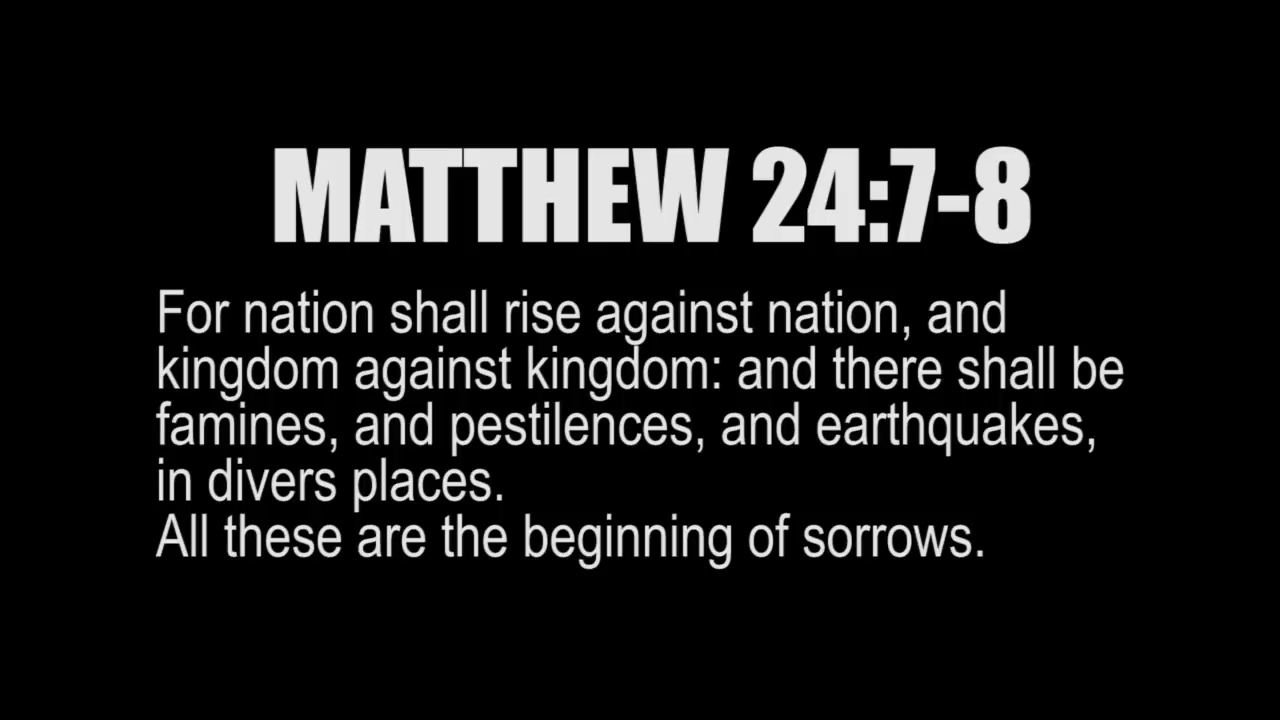 MATTHEW 24:7-8
For nation shall rise against nation, and
kingdom against kingdom: and there shall be
famines, and pestilences, and earthquakes,
in divers places.
All these are the beginning of sorrows.